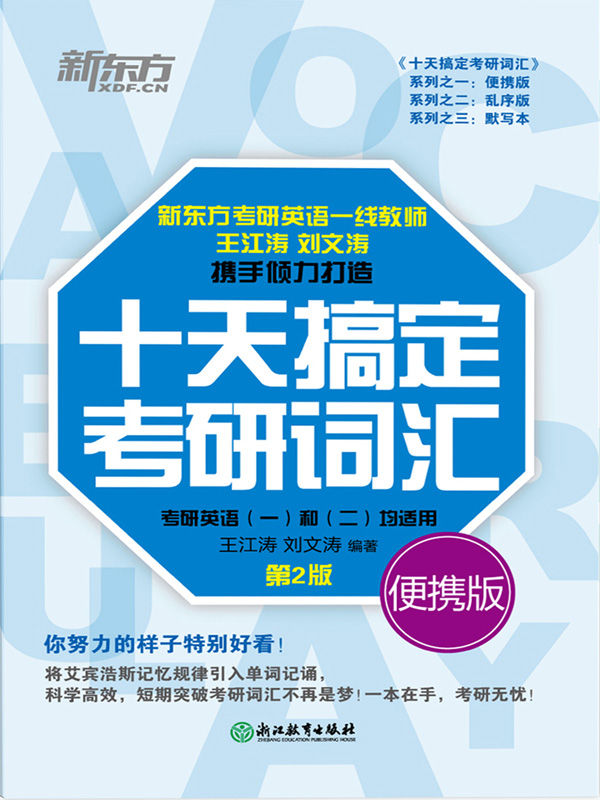 新东方
XDF.CN
《十天搞定考研词汇》
系列之一：便携版
系列之二：乱序版
系列之三：默写本
VOCABULARY
新东方考研英语一线教师
王江涛 刘文涛
携手倾力打造
十天搞定
考研词汇
考研英语（一）和（二）均适用
王江涛 刘文涛 编著
第2版
便携版
你努力的样子特别好看！
将艾宾浩斯记忆规律引入单词记诵，
科学高效，短期突破考研词汇不再是梦！一本在手，考研无忧！
浙江教育出版社
ZHEJIANG EDUCATION PUBLISHING HOUSE